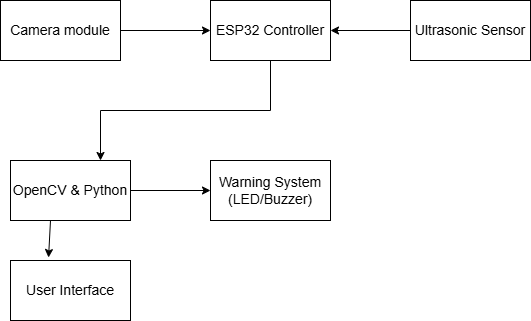 Camera module
ESP32 Controller
Ultrasonic Sensor
OpenCV & Python
Warning System
(LED/Buzzer)
User Interface